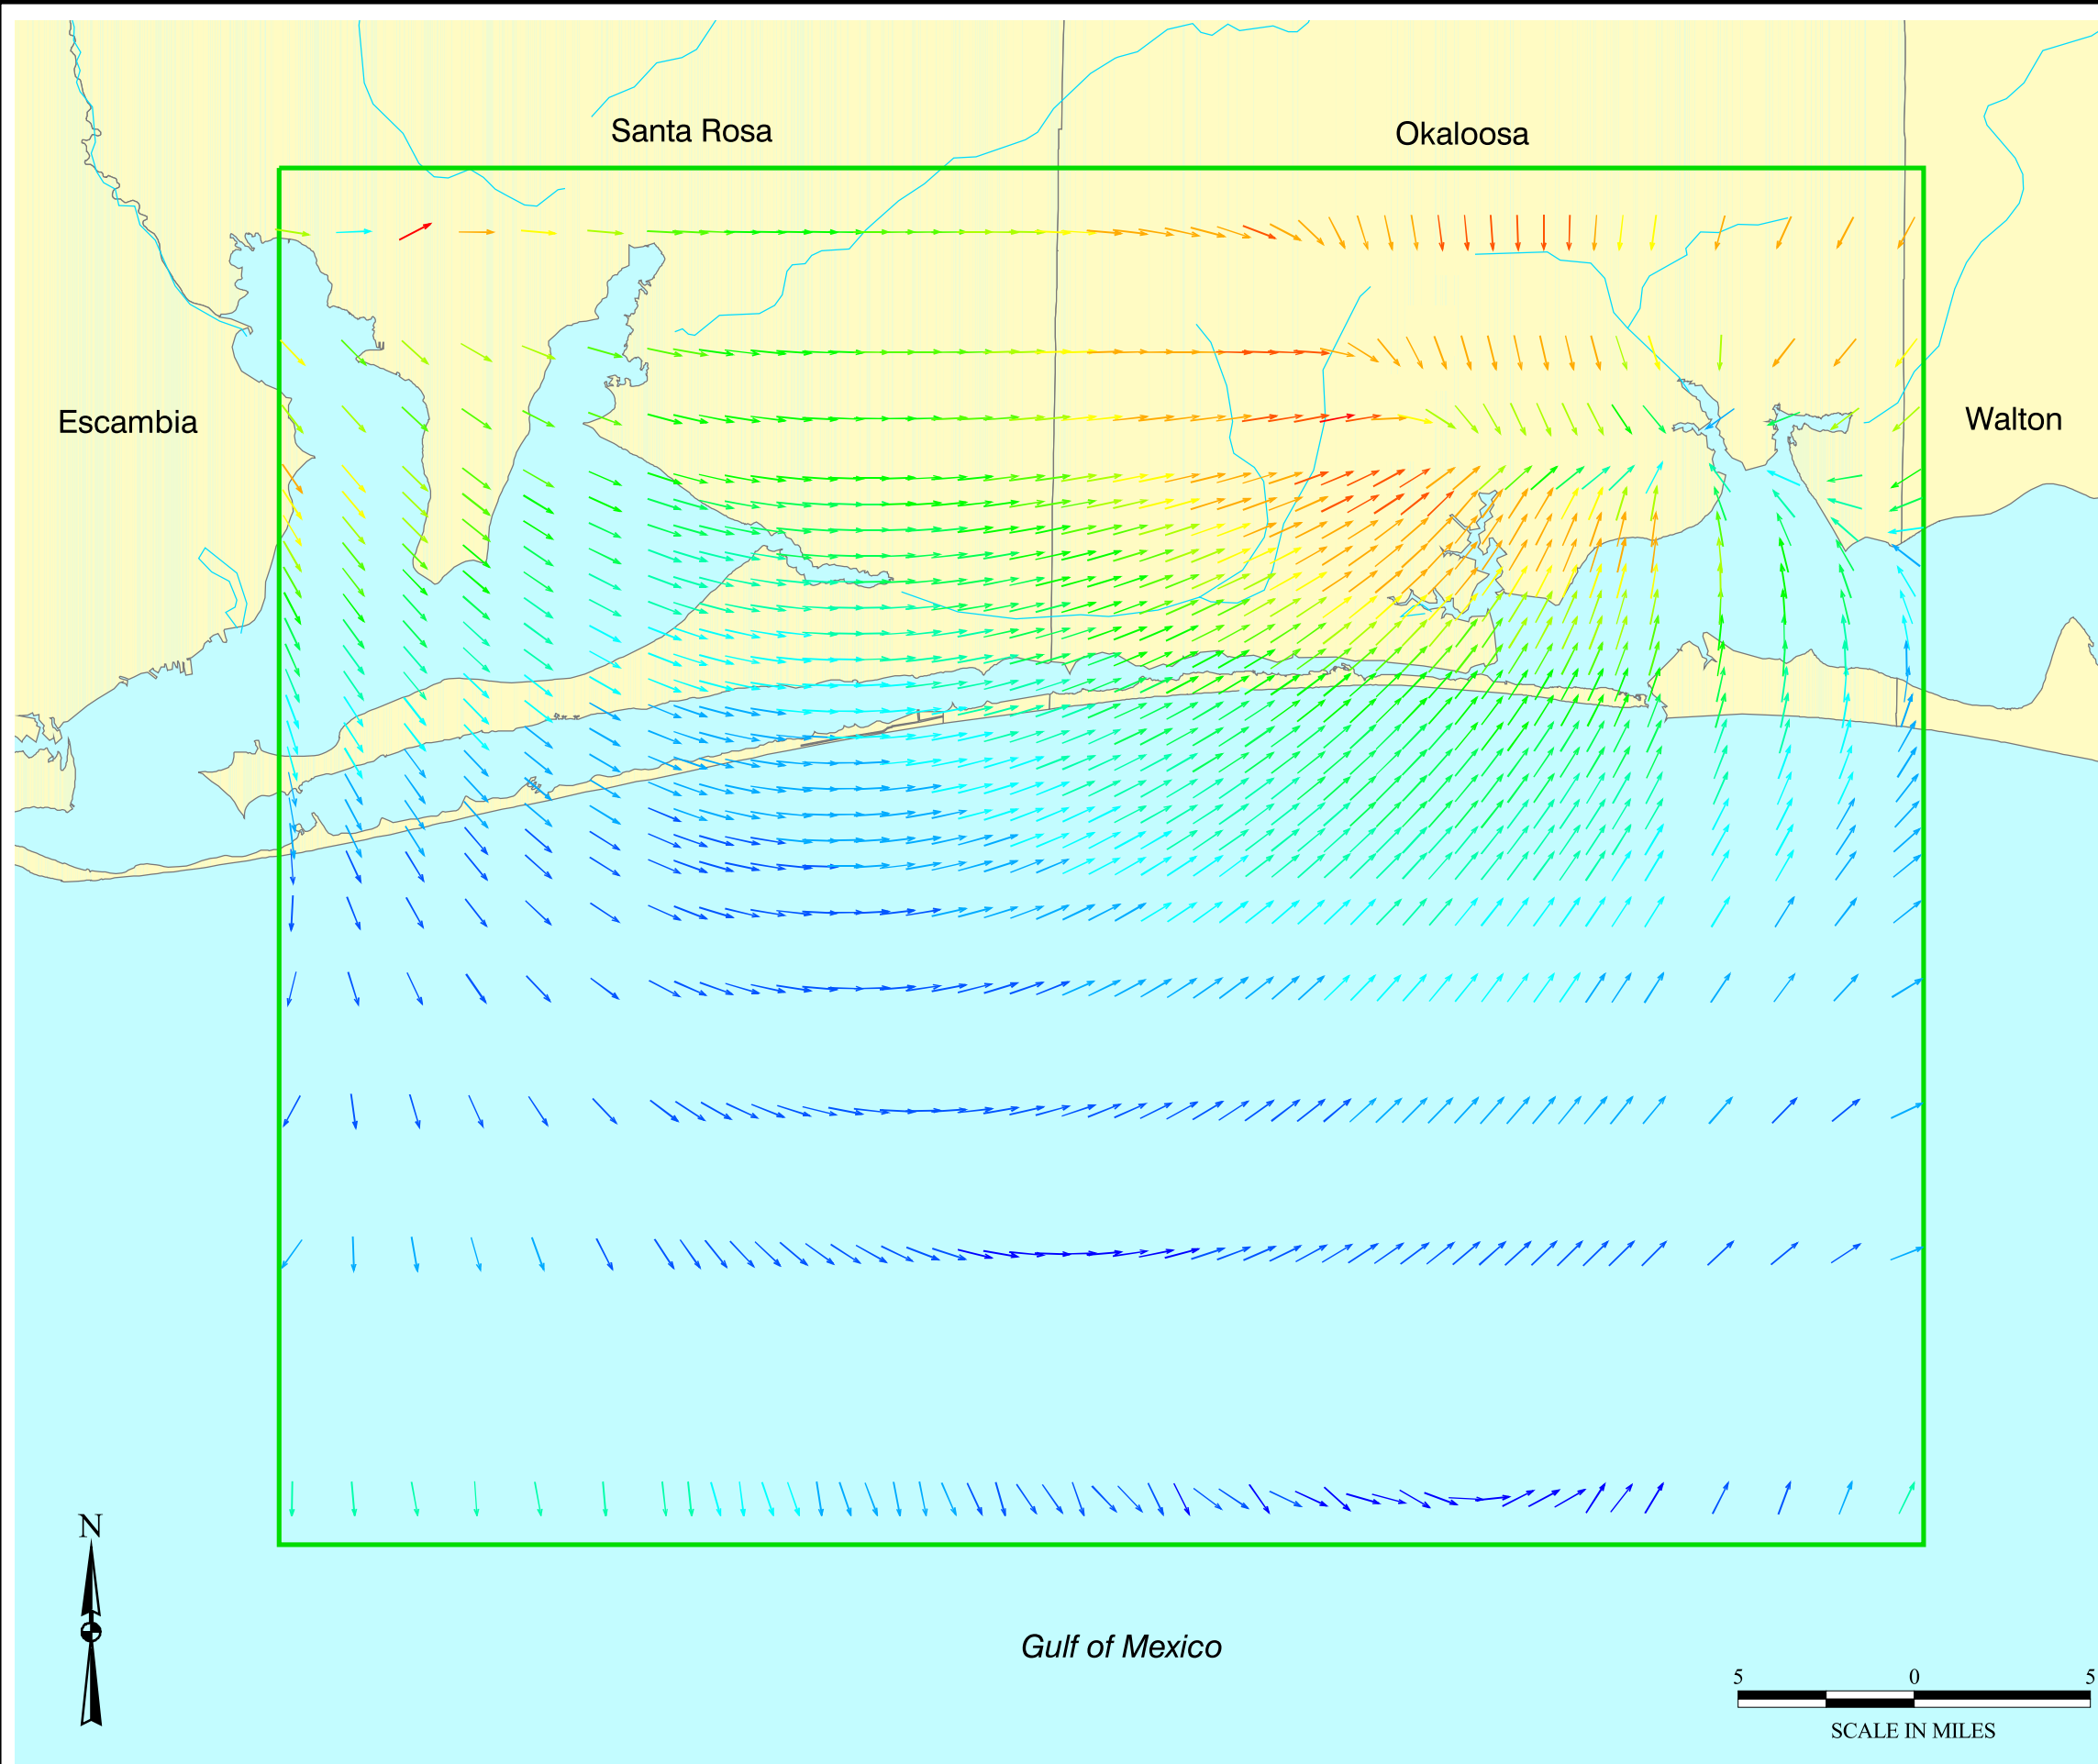 Santa Rosa
Okaloosa
Escambia
Walton
N
Gulf of Mexico
5 0 5
SCALE IN MILES